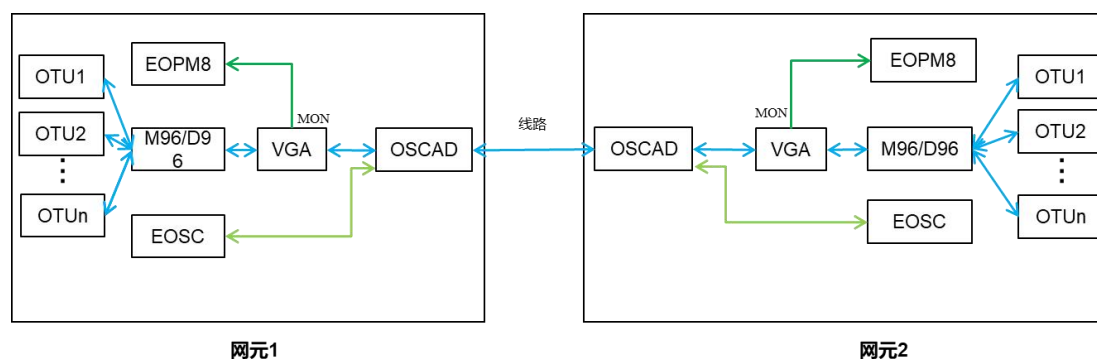 OTU1
OTU2
OTUn
EOPM8
M96/D9
6
EOSC
MON
VGA
OSCAD
线路
OSCAD
MON
VGA
EOPM8
M96/D96
EOSC
OTU1
OTU2
OTUn
网元1
网元2